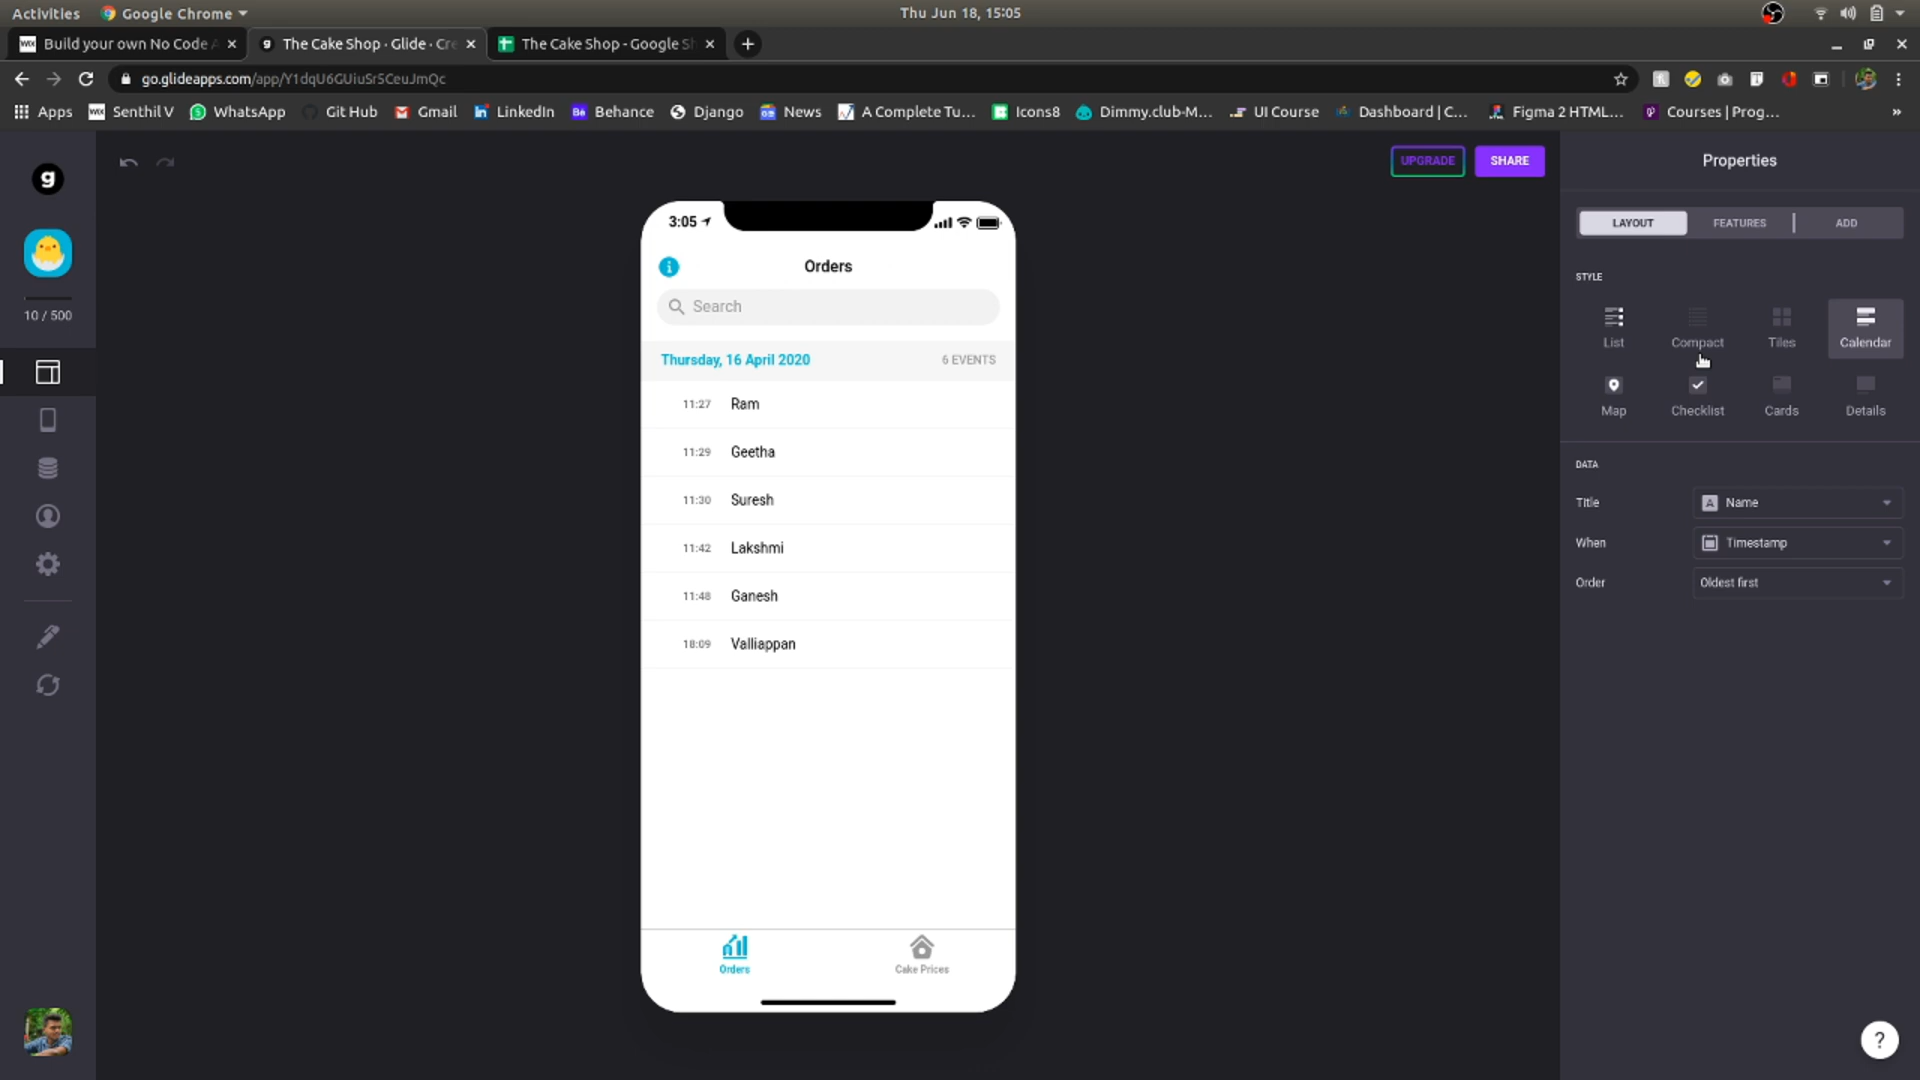 Activities Google Chrome Thu Jun 18, 15:05
Build your own No Code A The Cake Shop · Glide · Cre The Cake Shop - Google Sh
go.glideapps.com/app/Y1dqU6GUiuSr5CeuJmQc
Apps Senthil V WhatsApp Git Hub Gmail LinkedIn Behance Django News A Complete Tu... Icons8 Dimmy.club-M... UI Course Dashboard | C... Figma 2 HTML... Courses | Prog... »
UPGRADE SHARE
Properties
g
LAYOUT FEATURES ADD
STYLE
10 / 500
List Compact Tiles Calendar
Map Checklist Cards Details
DATA
Title Name
When Timestamp
Order Oldest first
3:05
Orders
Search
Thursday, 16 April 2020 6 EVENTS
11:27 Ram
11:29 Geetha
11:30 Suresh
11:42 Lakshmi
11:48 Ganesh
18:09 Valliappan
Orders Cake Prices
?